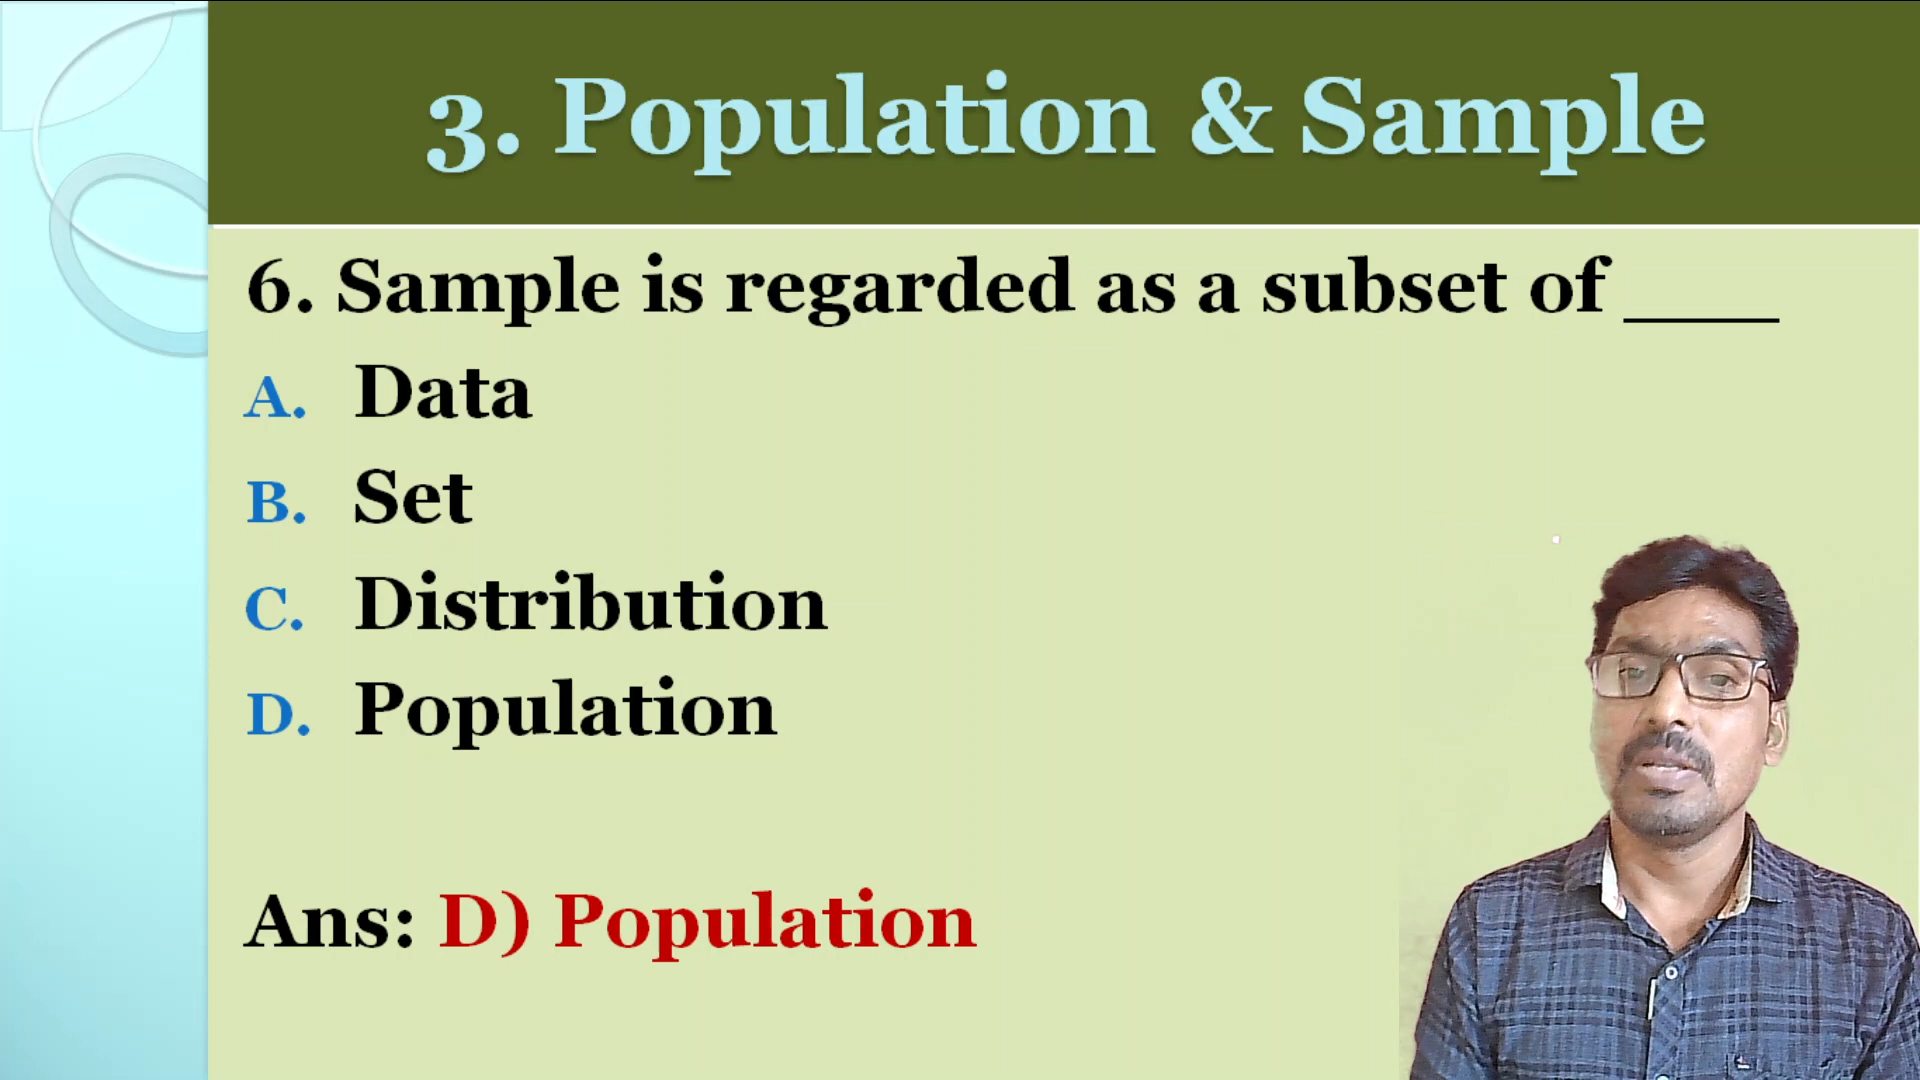 3. Population & Sample
6. Sample is regarded as a subset of ____
A. Data
B. Set
C. Distribution
D. Population
Ans: D) Population